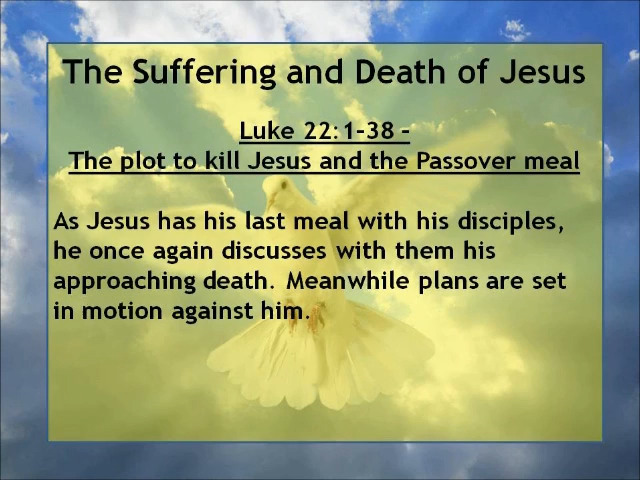 The Suffering and Death of Jesus
Luke 22:1-38 -
The plot to kill Jesus and the Passover meal
As Jesus has his last meal with his disciples,
he once again discusses with them his
approaching death. Meanwhile plans are set
in motion against him.